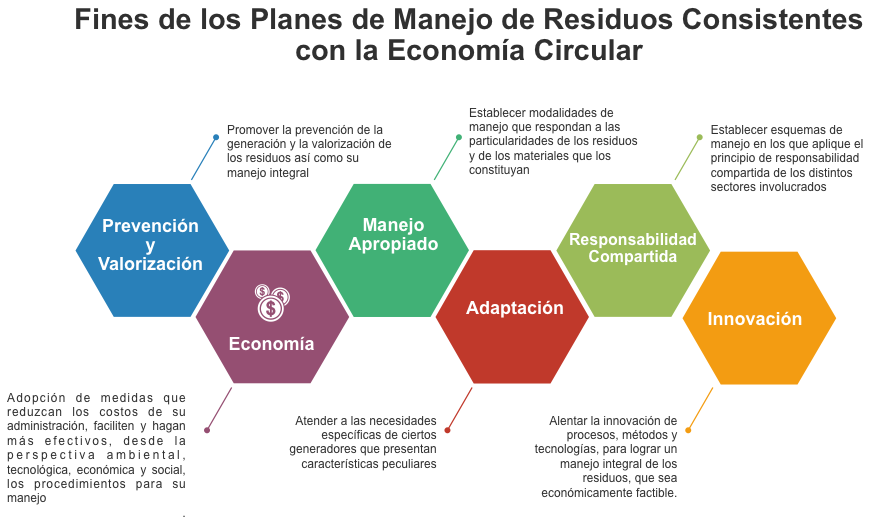 Fines de los Planes de Manejo de Residuos Consistentes
con la Economía Circular
Promover la prevención de la
generación y la valorización de
los residuos así como su
manejo integral
Establecer modalidades de
manejo que respondan a las
particularidades de los residuos
y de los materiales que los
constituyan
Establecer esquemas de
manejo en los que aplique el
principio de responsabilidad
compartida de los distintos
sectores involucrados
Prevención
y
Valorización
$ $
$
Economía
Manejo
Apropiado
Adaptación
Responsabilidad
Compartida
Innovación
Adopción de medidas que
reduzcan los costos de su
administración, faciliten y hagan
más efectivos, desde la
perspectiva ambiental,
tecnológica, económica y social,
los procedimientos para su
manejo
.
Atender a las necesidades
específicas de ciertos
generadores que presentan
características peculiares
Alentar la innovación de
procesos, métodos y
tecnologías, para lograr un
manejo integral de los
residuos, que sea
económicamente factible.